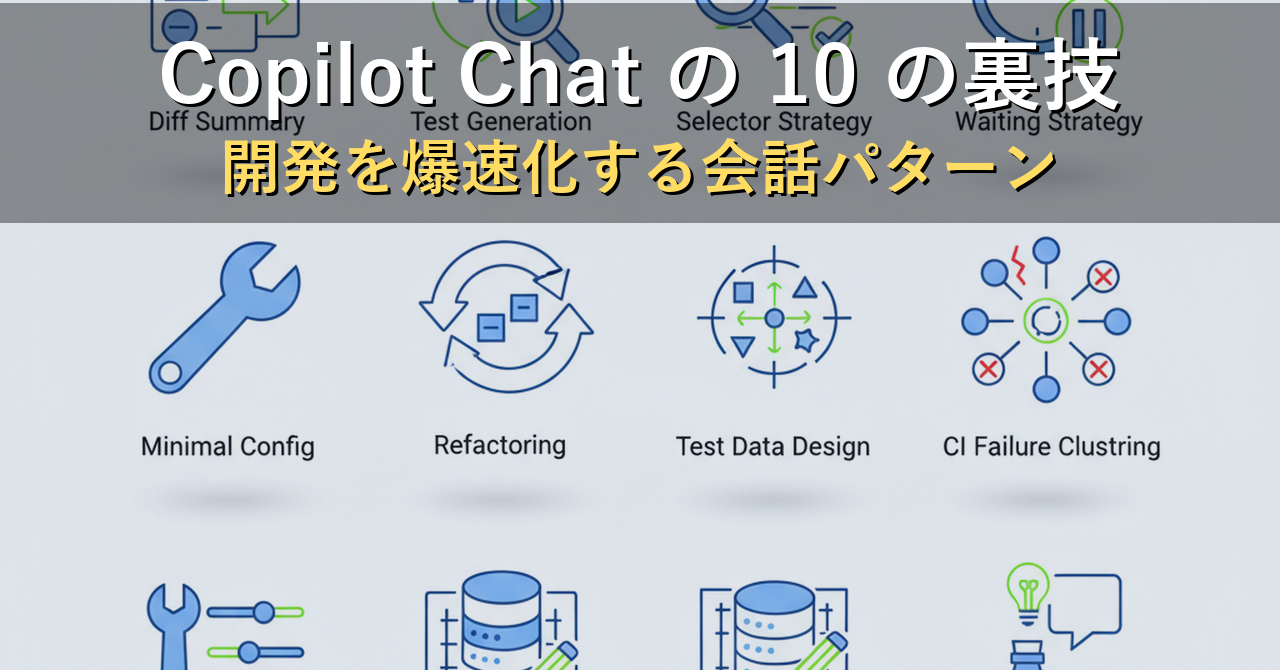 Copilot Chat の 10 の裏技
Diff Summary
Test Generation
Selector Strategy
Waiting Strategy
開発を爆速化する会話パターン
Minimal Config
Refactoring
Test Data Design
CI Failure Clustring